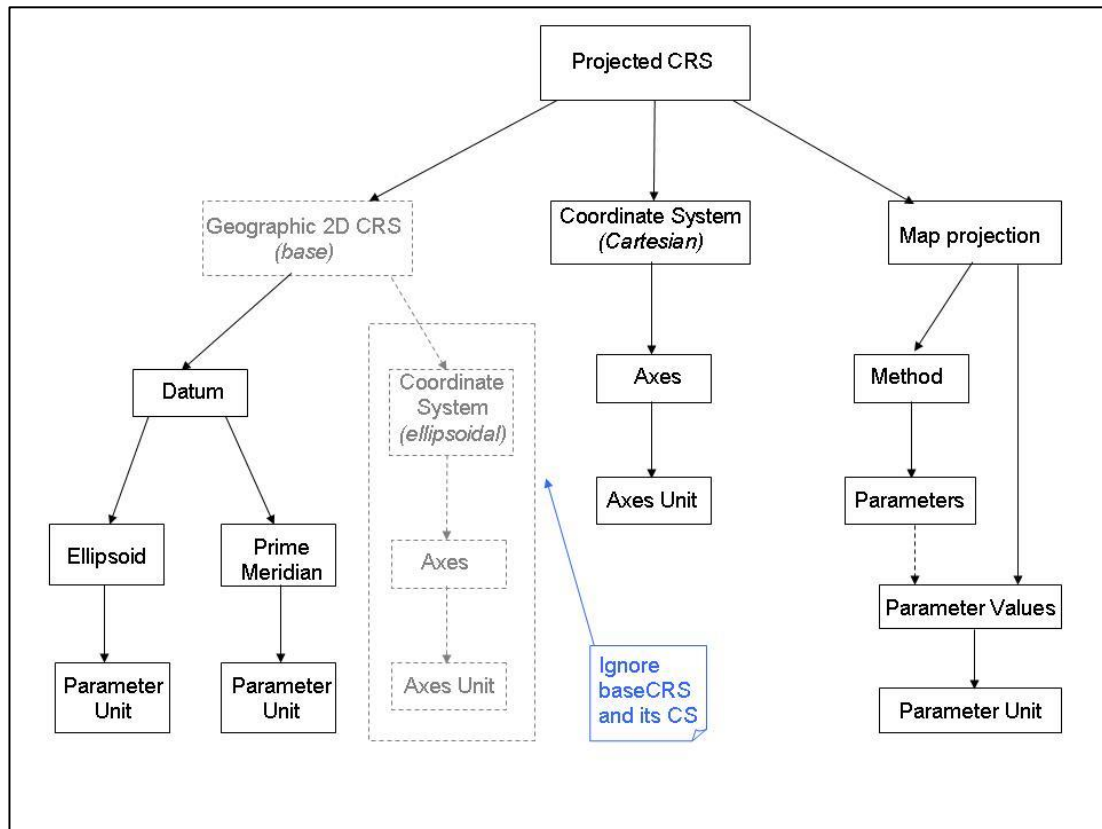 Projected CRS
Geographic 2D CRS
(base)
Coordinate System
(Cartesian)
Map projection
Datum
Coordinate
System
(ellipsoidal)
Axes
Method
Axes Unit
Parameters
Ellipsoid
Prime
Meridian
Axes
Parameter Values
Parameter
Unit
Parameter
Unit
Axes Unit
Ignore
baseCRS
and its CS
Parameter Unit